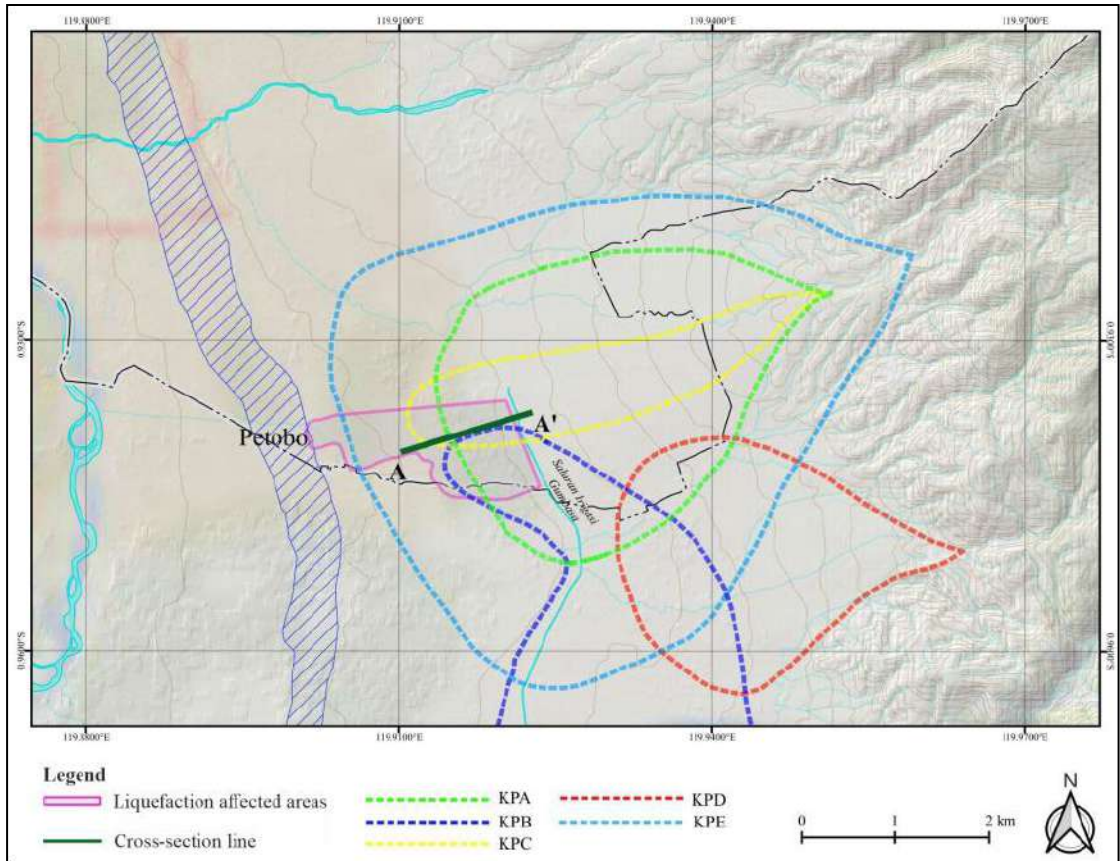 119.8800°E 119.9100°E 119.9400°E 119.9700°E
0.9300°S 0.9300°S
Petobo
A
A'
Saluran Irigasi
Gumbasa
0.9600°S 0.9600°S
119.8800°E 119.9100°E 119.9400°E 119.9700°E
Legend
Liquefaction affected areas
Cross-section line
KPA
KPB
KPC
KPD
KPE
0 1 2 km
N